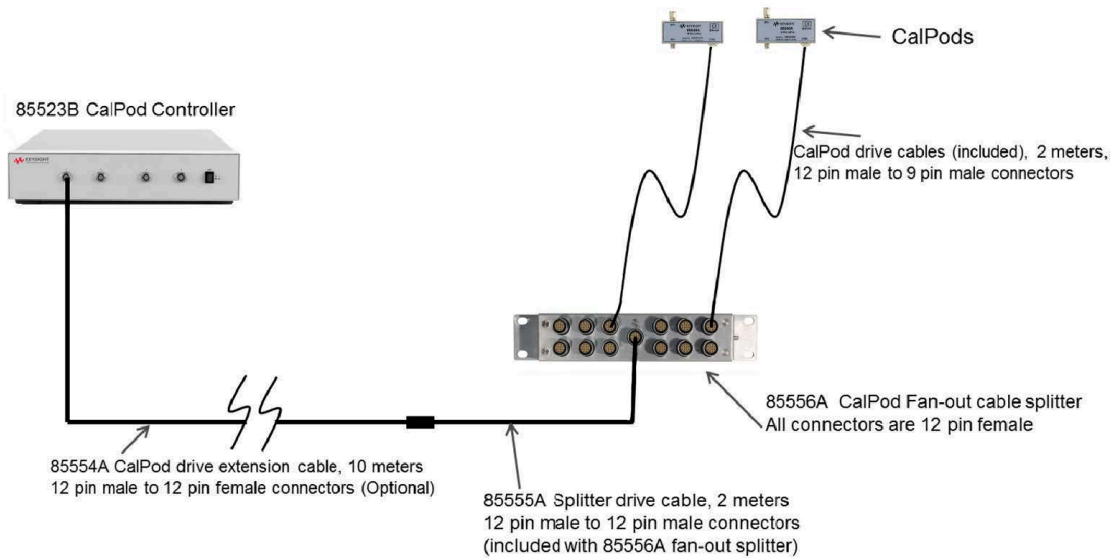 CalPods
85523B CalPod Controller
KEYSIGHT
CalPod drive cables (included), 2 meters,
12 pin male to 9 pin male connectors
85556A CalPod Fan-out cable splitter
All connectors are 12 pin female
85554A CalPod drive extension cable, 10 meters
12 pin male to 12 pin female connectors (Optional)
85555A Splitter drive cable, 2 meters
12 pin male to 12 pin male connectors
(included with 85556A fan-out splitter)